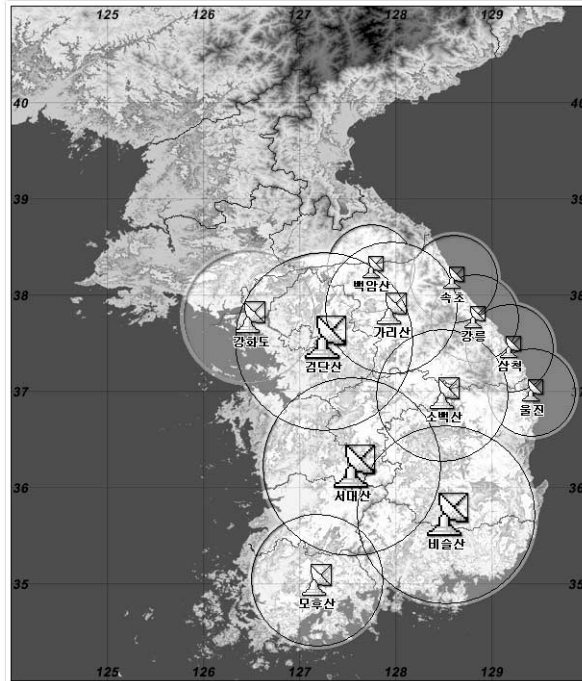 125 126 127 128 129
40 40
39 39
38 38
백암산
속초
강화도 가리산 강릉
검단산 삼척
37 37
소백산 울진
36 36
서대산
비슬산
35 35
모후산
125 126 127 128 129